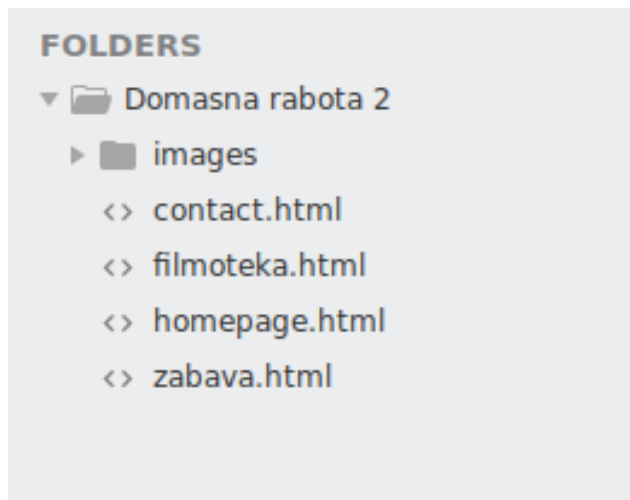 FOLDERS
Domasna rabota 2
images
<> contact.html
<> filmoteka.html
<> homepage.html
<> zabava.html